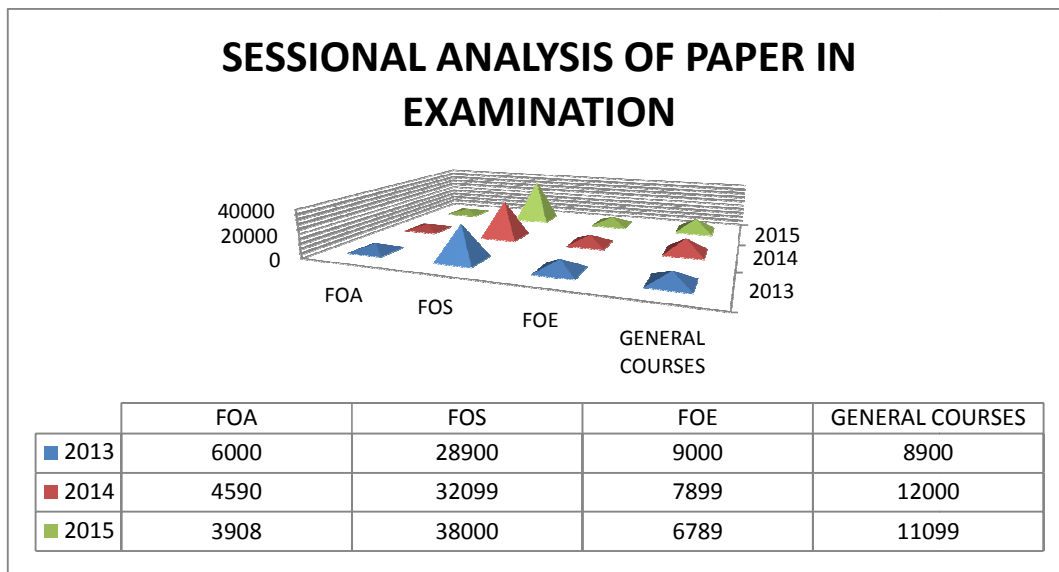 SESSIONAL ANALYSIS OF PAPER IN
EXAMINATION
40000
20000
0
2015
2014
2013
FOA
FOS
FOE
GENERAL
COURSES
FOA FOS FOE GENERAL COURSES
2013 6000 28900 9000 8900
2014 4590 32099 7899 12000
2015 3908 38000 6789 11099